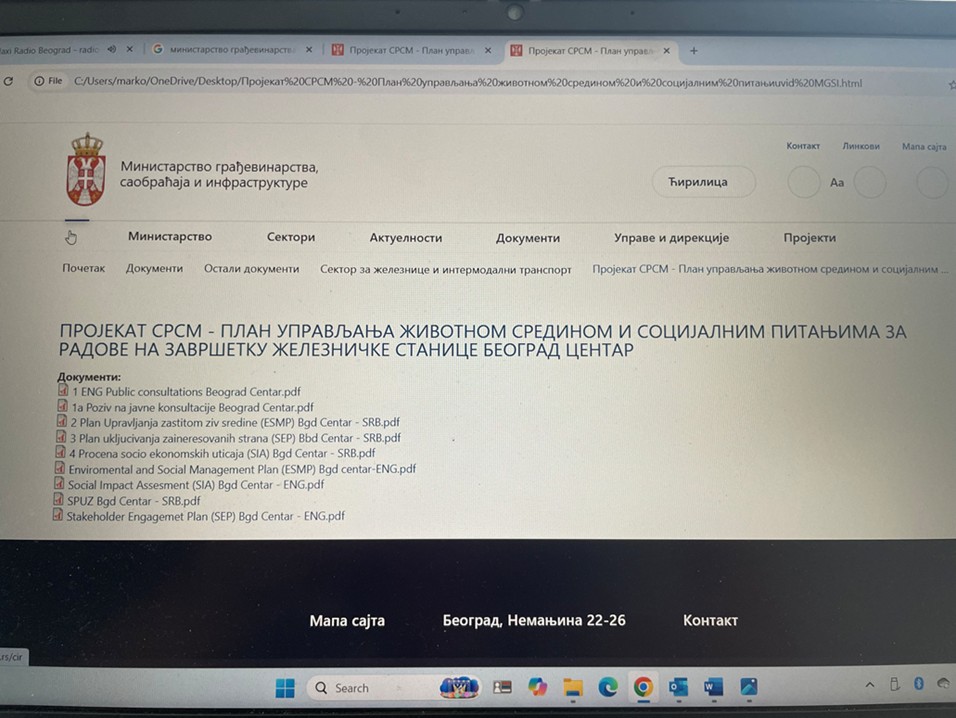 axi Radio Beograd - radio
министарство грађевинарств
Пројекат СРСМ - План управљ
Пројекат СРСМ - План управљ
File
C:/Users/marko/OneDrive/Desktop/Пројекат%20СРСМ%20-%20План%20управљања%20животном%20средином%20и%20социјалним%20питањиuvid%20MGSI.html
Министарство грађевинарства,
саобраћаја и инфраструктуре
Контакт Линкови Мапа сајта
Ћирилица
Aa
Министарство Сектори Актуелности Документи Управе и дирекције Пројекти
Почетак Документи Остали документи Сектор за железнице и интермодални транспорт Пројекат СРСМ - План управљања животном средином и социјалним ...
ПРОЈЕКАТ СРСМ - ПЛАН УПРАВЉАЊА ЖИВОТНОМ СРЕДИНОМ И СОЦИЈАЛНИМ ПИТАЊИМА ЗА
РАДОВЕ НА ЗАВРШЕТКУ ЖЕЛЕЗНИЧКЕ СТАНИЦЕ БЕОГРАД ЦЕНТАР
Документи:
1 ENG Public consultations Beograd Centar.pdf
1a Poziv na javne konsultacije Beograd Centar.pdf
2 Plan Upravljanja zastitom ziv sredine (ESMP) Bgd Centar - SRB.pdf
3 Plan ukljucivanja zaineresovanih strana (SEP) Bbd Centar - SRB.pdf
4 Procena socio ekonomskih uticaja (SIA) Bgd Centar - SRB.pdf
Enviromental and Social Management Plan (ESMP) Bgd centar-ENG.pdf
Social Impact Assesment (SIA) Bgd Centar - ENG.pdf
SPUZ Bgd Centar - SRB.pdf
Stakeholder Engagemet Plan (SEP) Bgd Centar - ENG.pdf
Мапа сајта Београд, Немањина 22-26 Контакт
.rs/cir
Search